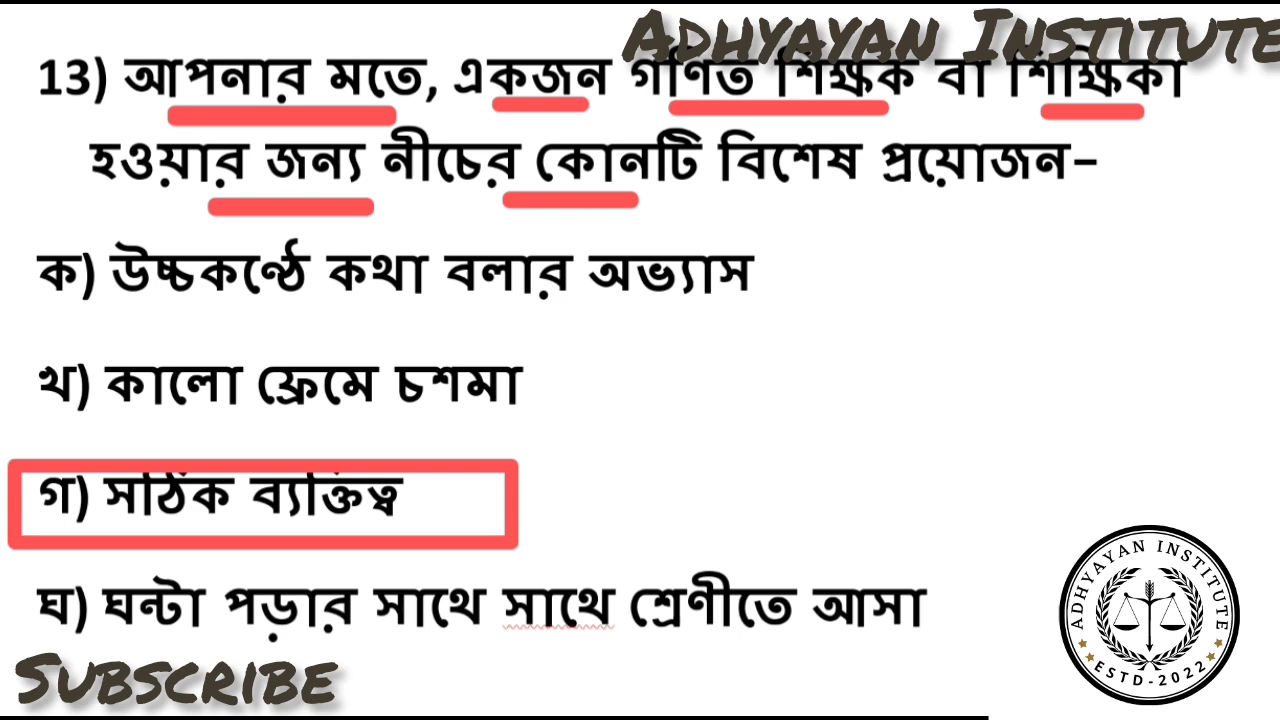 ADHYAYAN INSTITUTE
13) আপনার মতে, একজন গণিত শিক্ষক বা শিক্ষিকা
হওয়ার জন্য নীচের কোনটি বিশেষ প্রয়োজন–
ক) উচ্চকণ্ঠে কথা বলার অভ্যাস
খ) কালো ফ্রেমে চশমা
গ) সঠিক ব্যক্তিত্ব
ঘ) ঘন্টা পড়ার সাথে সাথে শ্রেণীতে আসা
SUBSCRIBE
ADHYAYAN INSTITUTE
ESTD-2022